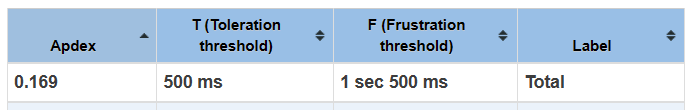 Apdex
T (Toleration
threshold)
F (Frustration
threshold)
Label
0.169
500 ms
1 sec 500 ms
Total